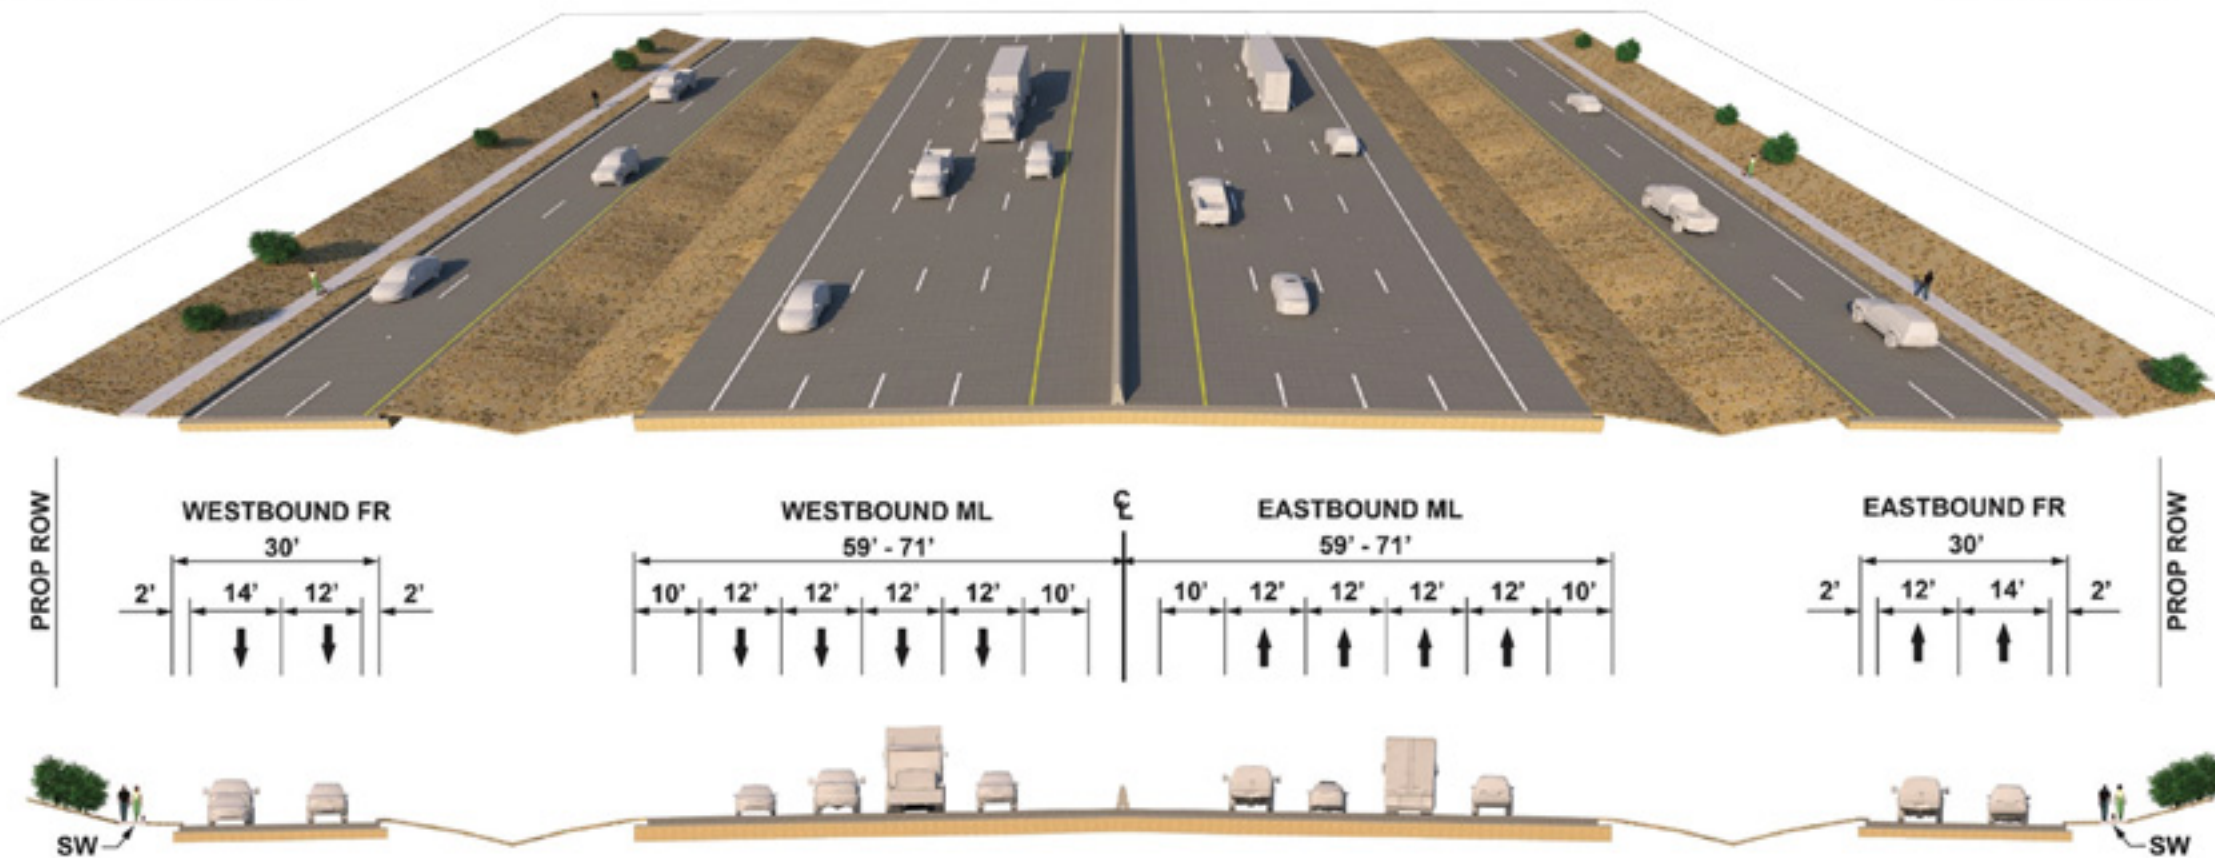 PROP ROW
WESTBOUND FR
30'
2' 14' 12' 2'
WESTBOUND ML
59' - 71'
10' 12' 12' 12' 12' 10'
℄
EASTBOUND ML
59' - 71'
10' 12' 12' 12' 12' 10'
EASTBOUND FR
30'
2' 12' 14' 2'
PROP ROW
SW
SW